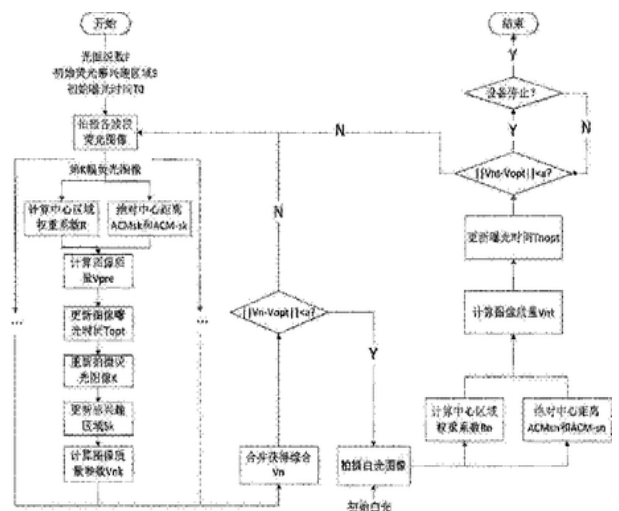 开始
光圈级数F
初始荧光感兴趣区域S
初始曝光时间T0
拍摄各波段
荧光图像
第K幅荧光图像
计算中心区域
权重系数R
绝对中心距离
ACMsk和ACM-sk
计算图像质
量Vpre
更新图像曝
光时间Topt
重新拍摄荧
光图像K
更新感兴趣
区域Sk
计算图像质
量参数Vnk
...
...
合并获得综合
Vn
||Vn-Vopt||<a?
N
Y
拍摄白光图像
初始白光
计算中心区域
权重系数Rn
绝对中心距离
ACMsn和ACM-sn
计算图像质量Vnt
更新曝光时间Tnopt
||Vnt-Vopt||<a?
N
Y
设备停止?
N
Y
结束